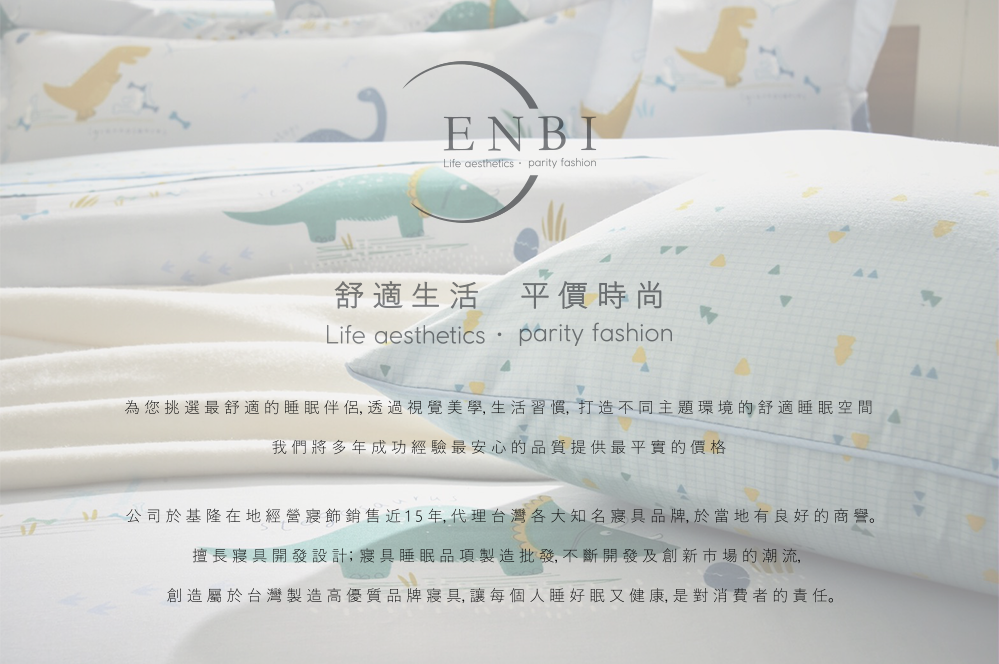 ENBI
Life aesthetics · parity fashion
舒適生活 平價時尚
Life aesthetics · parity fashion
為您挑選最舒適的睡眠伴侶,透過視覺美學,生活習慣,打造不同主題環境的舒適睡眠空間
我們將多年成功經驗最安心的品質提供最平實的價格
公司於基隆在地經營寢飾銷售近15年,代理台灣各大知名寢具品牌,於當地有良好的商譽。
擅長寢具開發設計;寢具睡眠品項製造批發,不斷開發及創新市場的潮流,
創造屬於台灣製造高優質品牌寢具,讓每個人睡好眠又健康,是對消費者的責任。